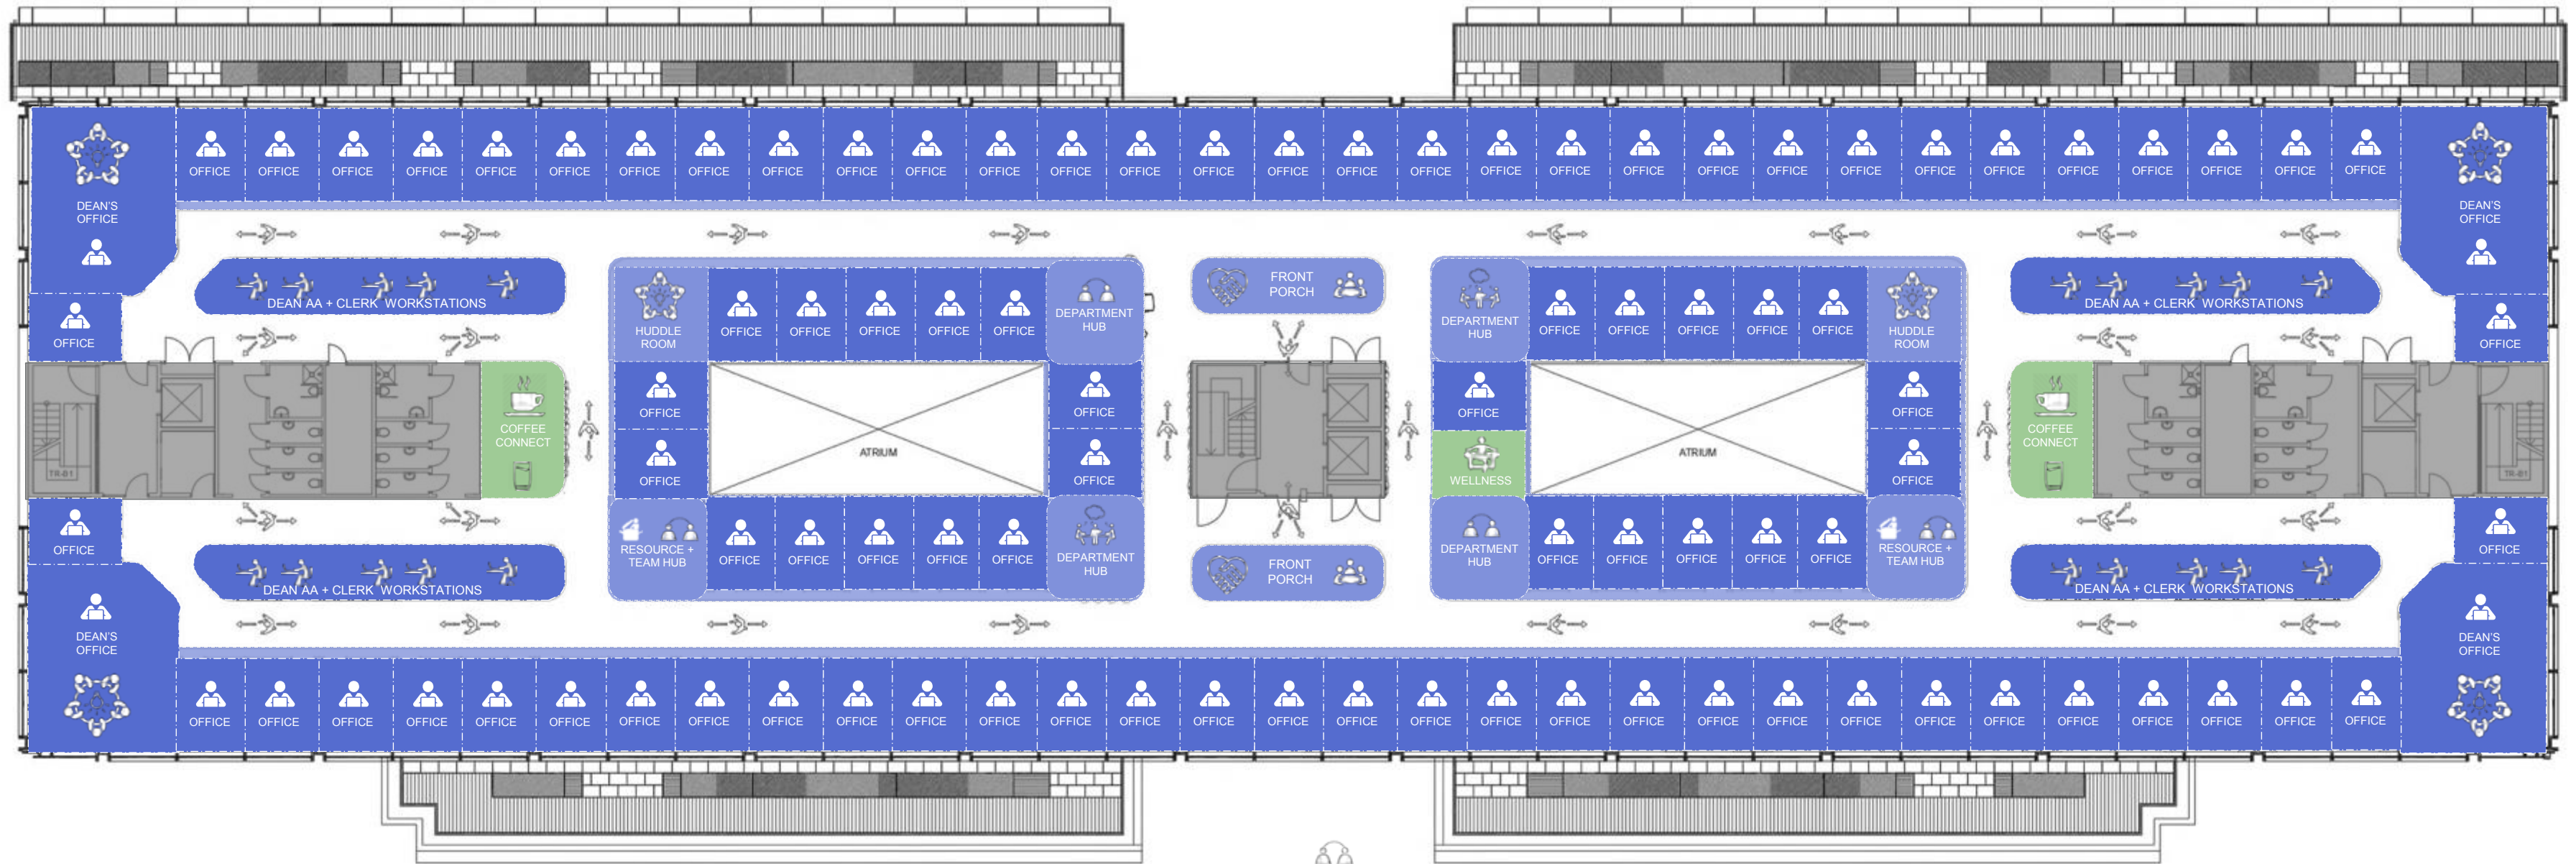 OFFICE OFFICE OFFICE OFFICE OFFICE OFFICE OFFICE OFFICE OFFICE OFFICE OFFICE OFFICE OFFICE OFFICE OFFICE OFFICE OFFICE OFFICE OFFICE OFFICE OFFICE OFFICE OFFICE OFFICE OFFICE OFFICE OFFICE OFFICE OFFICE OFFICE OFFICE
DEAN'S
OFFICE
DEAN'S
OFFICE
DEAN AA + CLERK WORKSTATIONS
FRONT
PORCH
DEAN AA + CLERK WORKSTATIONS
OFFICE
HUDDLE
ROOM
OFFICE OFFICE OFFICE OFFICE OFFICE
DEPARTMENT
HUB
DEPARTMENT
HUB
OFFICE OFFICE OFFICE OFFICE OFFICE
HUDDLE
ROOM
OFFICE
COFFEE
CONNECT
OFFICE
OFFICE
ATRIUM
OFFICE
OFFICE
OFFICE
WELLNESS
ATRIUM
OFFICE
OFFICE
COFFEE
CONNECT
TR-B1
TR-B1
OFFICE
RESOURCE +
TEAM HUB
OFFICE OFFICE OFFICE OFFICE OFFICE
DEPARTMENT
HUB
DEPARTMENT
HUB
OFFICE OFFICE OFFICE OFFICE OFFICE
RESOURCE +
TEAM HUB
OFFICE
DEAN AA + CLERK WORKSTATIONS
FRONT
PORCH
DEAN AA + CLERK WORKSTATIONS
DEAN'S
OFFICE
DEAN'S
OFFICE
OFFICE OFFICE OFFICE OFFICE OFFICE OFFICE OFFICE OFFICE OFFICE OFFICE OFFICE OFFICE OFFICE OFFICE OFFICE OFFICE OFFICE OFFICE OFFICE OFFICE OFFICE OFFICE OFFICE OFFICE OFFICE OFFICE OFFICE OFFICE OFFICE OFFICE OFFICE